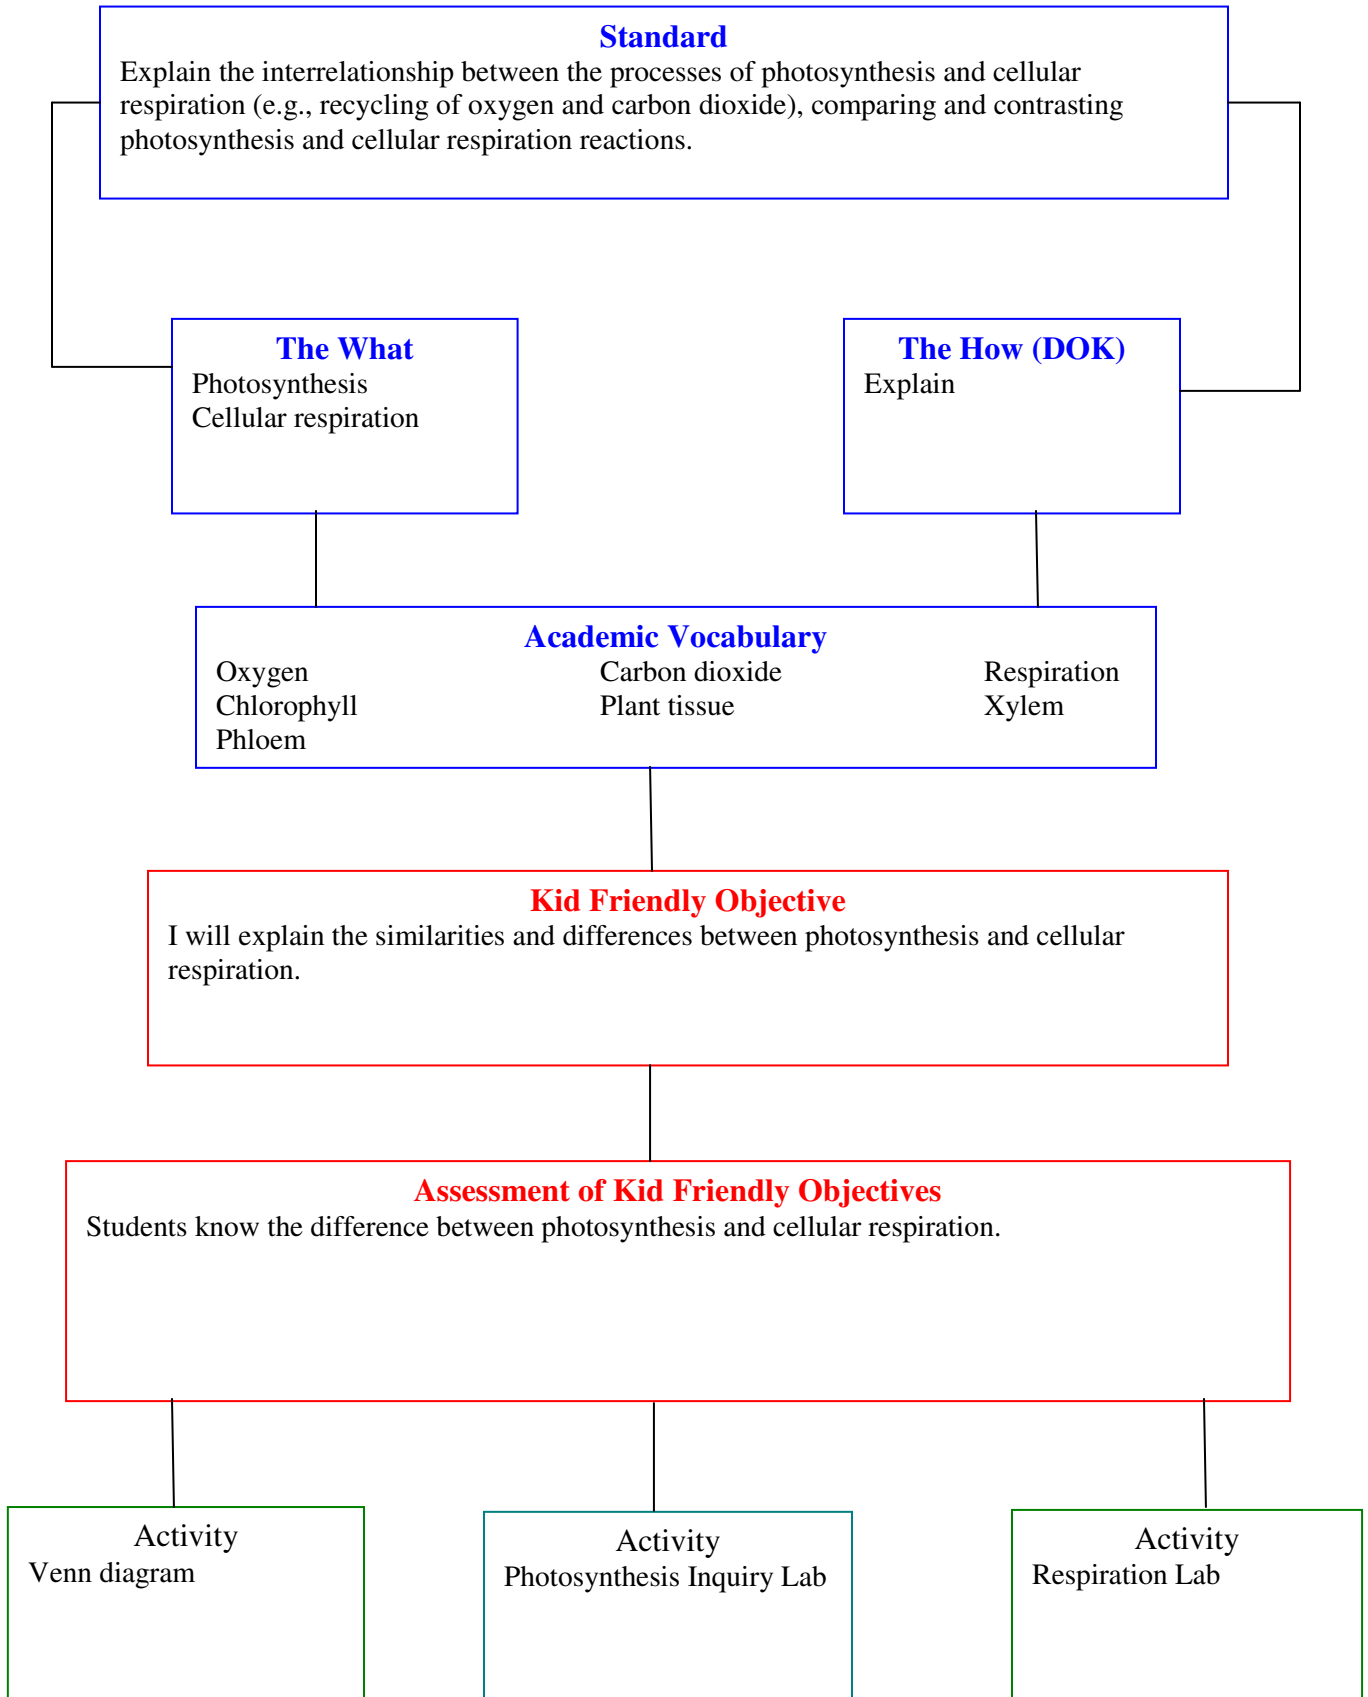 Standard
Explain the interrelationship between the processes of photosynthesis and cellular
respiration (e.g., recycling of oxygen and carbon dioxide), comparing and contrasting
photosynthesis and cellular respiration reactions.
The What
Photosynthesis
Cellular respiration
The How (DOK)
Explain
Academic Vocabulary
Oxygen Carbon dioxide Respiration
Chlorophyll Plant tissue Xylem
Phloem
Kid Friendly Objective
I will explain the similarities and differences between photosynthesis and cellular
respiration.
Assessment of Kid Friendly Objectives
Students know the difference between photosynthesis and cellular respiration.
Activity
Venn diagram
Activity
Photosynthesis Inquiry Lab
Activity
Respiration Lab